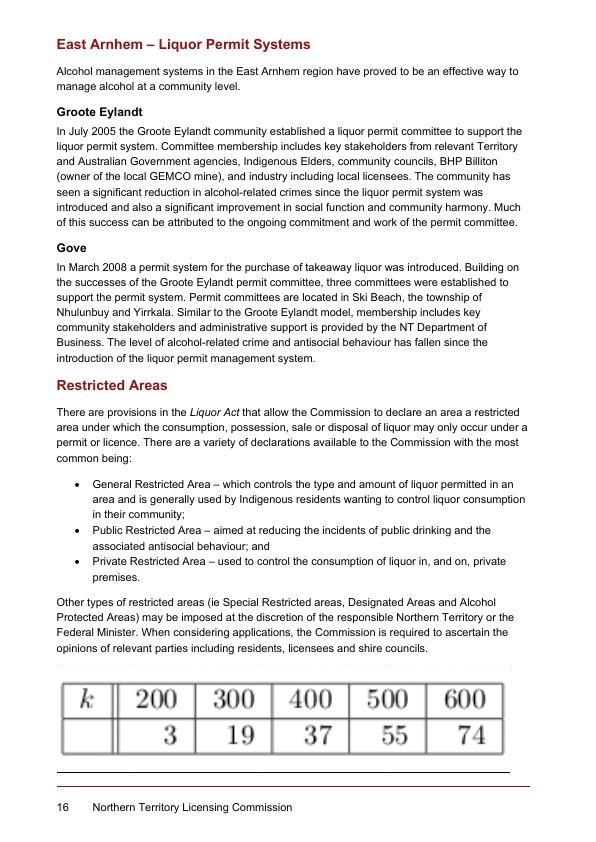 East Arnhem – Liquor Permit Systems
Alcohol management systems in the East Arnhem region have proved to be an effective way to
manage alcohol at a community level.
Groote Eylandt
In July 2005 the Groote Eylandt community established a liquor permit committee to support the
liquor permit system. Committee membership includes key stakeholders from relevant Territory
and Australian Government agencies, Indigenous Elders, community councils, BHP Billiton
(owner of the local GEMCO mine), and industry including local licensees. The community has
seen a significant reduction in alcohol-related crimes since the liquor permit system was
introduced and also a significant improvement in social function and community harmony. Much
of this success can be attributed to the ongoing commitment and work of the permit committee.
Gove
In March 2008 a permit system for the purchase of takeaway liquor was introduced. Building on
the successes of the Groote Eylandt permit committee, three committees were established to
support the permit system. Permit committees are located in Ski Beach, the township of
Nhulunbuy and Yirrkala. Similar to the Groote Eylandt model, membership includes key
community stakeholders and administrative support is provided by the NT Department of
Business. The level of alcohol-related crime and antisocial behaviour has fallen since the
introduction of the liquor permit management system.
Restricted Areas
There are provisions in the Liquor Act that allow the Commission to declare an area a restricted
area under which the consumption, possession, sale or disposal of liquor may only occur under a
permit or licence. There are a variety of declarations available to the Commission with the most
common being:
• General Restricted Area – which controls the type and amount of liquor permitted in an
area and is generally used by Indigenous residents wanting to control liquor consumption
in their community;
• Public Restricted Area – aimed at reducing the incidents of public drinking and the
associated antisocial behaviour; and
• Private Restricted Area – used to control the consumption of liquor in, and on, private
premises.
Other types of restricted areas (ie Special Restricted areas, Designated Areas and Alcohol
Protected Areas) may be imposed at the discretion of the responsible Northern Territory or the
Federal Minister. When considering applications, the Commission is required to ascertain the
opinions of relevant parties including residents, licensees and shire councils.
k 200 300 400 500 600
3 19 37 55 74
16 Northern Territory Licensing Commission